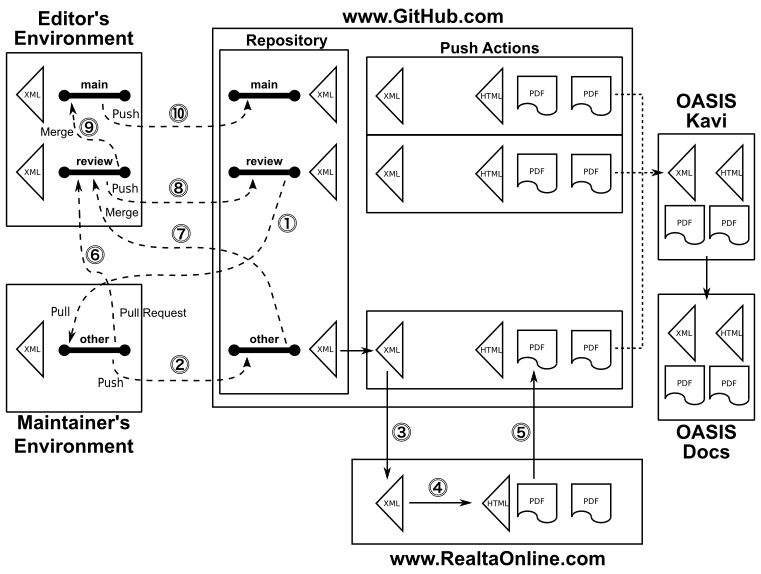 Editor's
Environment
www.GitHub.com
Repository
Push Actions
XML
main
main
XML
XML
HTML
PDF
PDF
Push
⑩
Merge
⑨
OASIS
Kavi
XML
review
review
XML
XML
HTML
PDF
PDF
XML
HTML
Push
⑧
Merge
⑦
①
PDF
PDF
⑥
Pull
Pull Request
XML
other
other
XML
XML
HTML
PDF
PDF
XML
HTML
Push
②
PDF
PDF
Maintainer's
Environment
③
⑤
OASIS
Docs
XML
④
HTML
PDF
PDF
www.RealtaOnline.com